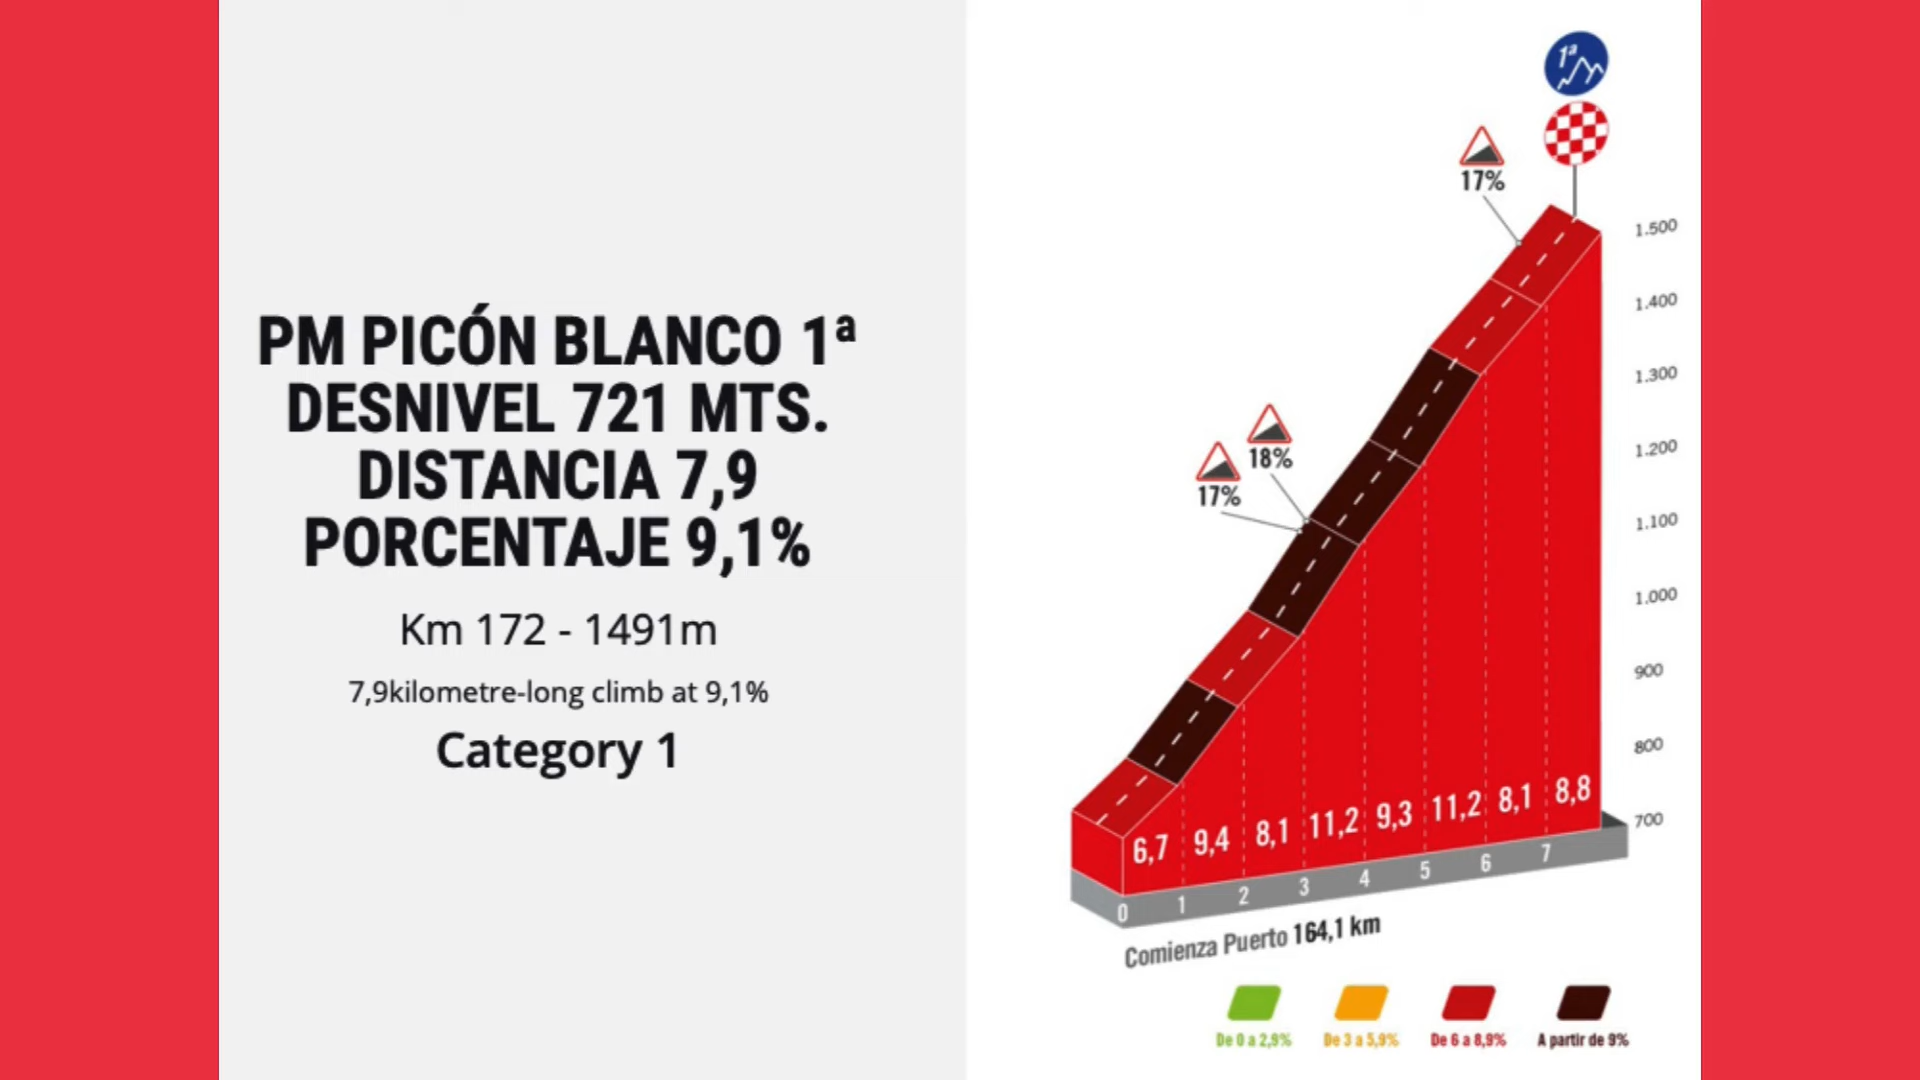 PM PICÓN BLANCO 1ª
DESNIVEL 721 MTS.
DISTANCIA 7,9
PORCENTAJE 9,1%
Km 172 - 1491m
7,9kilometre-long climb at 9,1%
Category 1
1ª
17%
18%
17%
1.500
1.400
1.300
1.200
1.100
1.000
900
800
700
6,7 9,4 8,1 11,2 9,3 11,2 8,1 8,8
0 1 2 3 4 5 6 7
Comienza Puerto 164,1 km
De 0 a 2,9% De 3 a 5,9% De 6 a 8,9% A partir de 9%